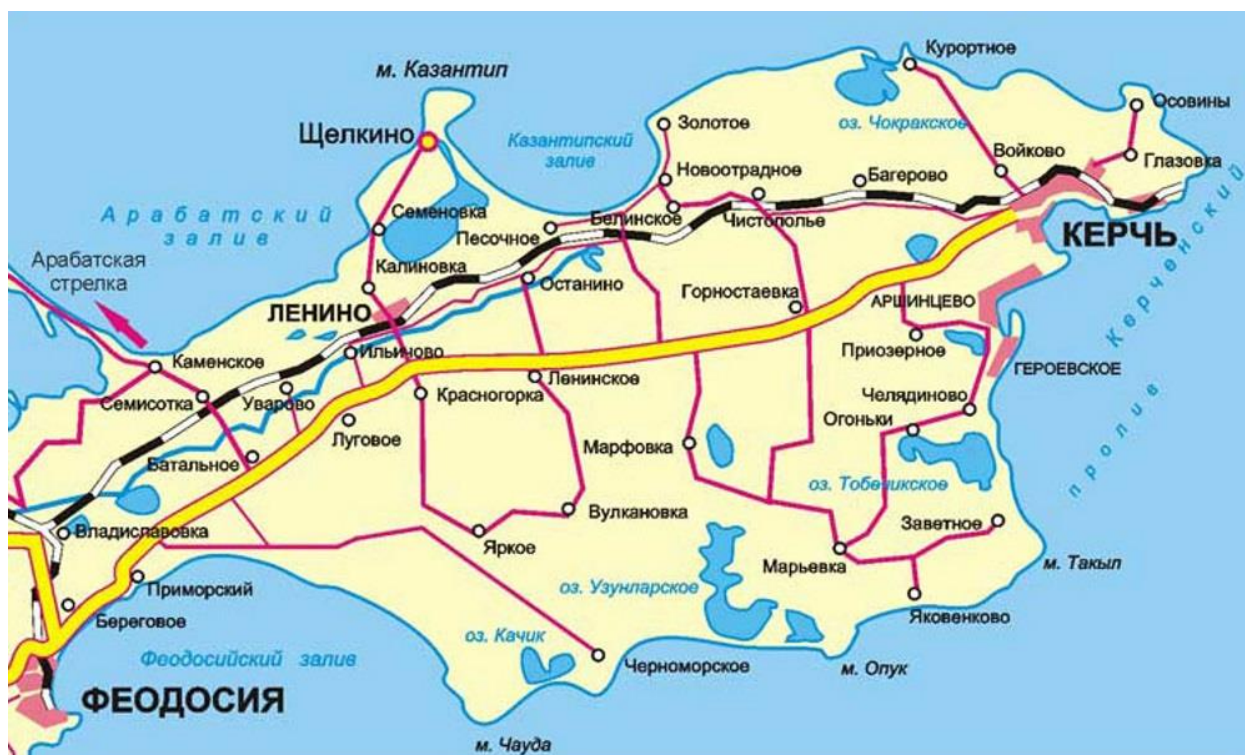 Курортное
м. Казантип
Осовины
Щелкино
Золотое
оз. Чокракское
Казантипский
залив
Войково
Глазовка
Новоотрадное
Багерово
Арабатский
залив
Семеновка
Белинское
Чистополье
Песочное
КЕРЧЬ
Арабатская
стрелка
Калиновка
Останино
Горностаевка
АРШИНЦЕВО
ЛЕНИНО
Керченский
пролив
Каменское
Ильичово
Приозерное
ГЕРОЕВСКОЕ
Семисотка
Уварово
Красногорка
Ленинское
Челядиново
Луговое
Огоньки
Батальное
Марфовка
оз. Тобечикское
Владиславовка
Вулкановка
Заветное
Яркое
Марьевка
м. Такыл
Приморский
оз. Узунларское
Береговое
Яковенково
оз. Качик
Феодосийский залив
Черноморское
м. Опук
ФЕОДОСИЯ
м. Чауда